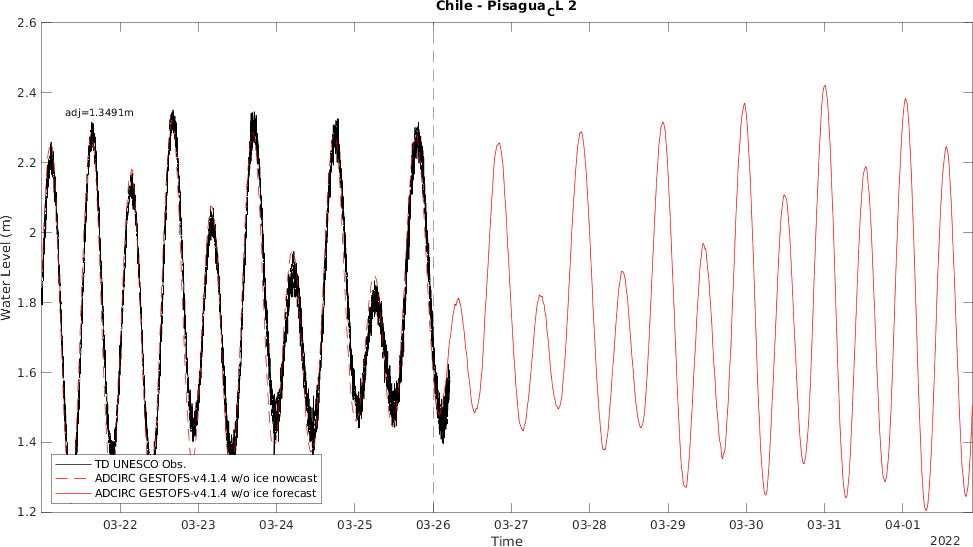 Chile - Pisagua_CL 2
2.6
2.4
adj=1.3491m
2.2
2
1.8
1.6
1.4
1.2
Water Level (m)
TD UNESCO Obs.
ADCIRC GESTOFS-v4.1.4 w/o ice nowcast
ADCIRC GESTOFS-v4.1.4 w/o ice forecast
03-22 03-23 03-24 03-25 03-26 03-27 03-28 03-29 03-30 03-31 04-01
Time
2022